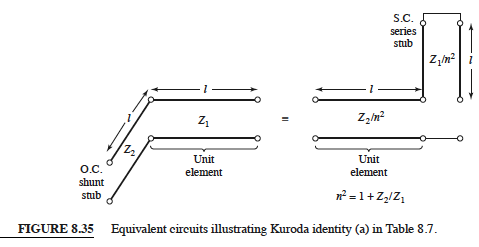 S.C.
series
stub
Z₁/n²
l
l
l
l
Z₁
=
Z₂/n²
Z₂
O.C.
shunt
stub
Unit
element
Unit
element
n² = 1 + Z₂/Z₁
FIGURE 8.35 Equivalent circuits illustrating Kuroda identity (a) in Table 8.7.